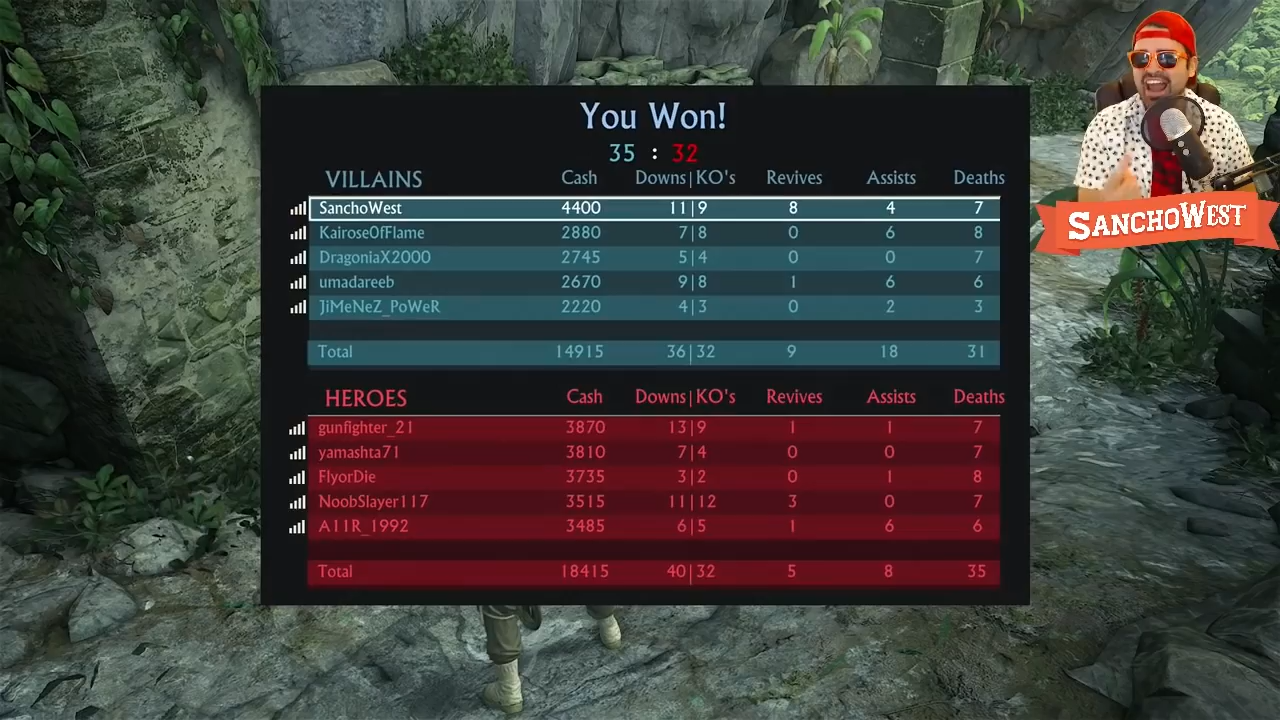 You Won!
35 : 32
VILLAINS Cash Downs|KO's Revives Assists Deaths
SanchoWest 4400 11|9 8 4 7
KairoseOfFlame 2880 7|8 0 6 8
DragoniaX2000 2745 5|4 0 0 7
umadareeb 2670 9|8 1 6 6
JiMeNeZ_PoWeR 2220 4|3 0 2 3
Total 14915 36|32 9 18 31
HEROES Cash Downs|KO's Revives Assists Deaths
gunfighter_21 3870 13|9 1 1 7
yamashta71 3810 7|4 0 0 7
FlyorDie 3735 3|2 0 1 8
NoobSlayer117 3515 11|12 3 0 7
A11R_1992 3485 6|5 1 6 6
Total 18415 40|32 5 8 35
SANCHOWEST